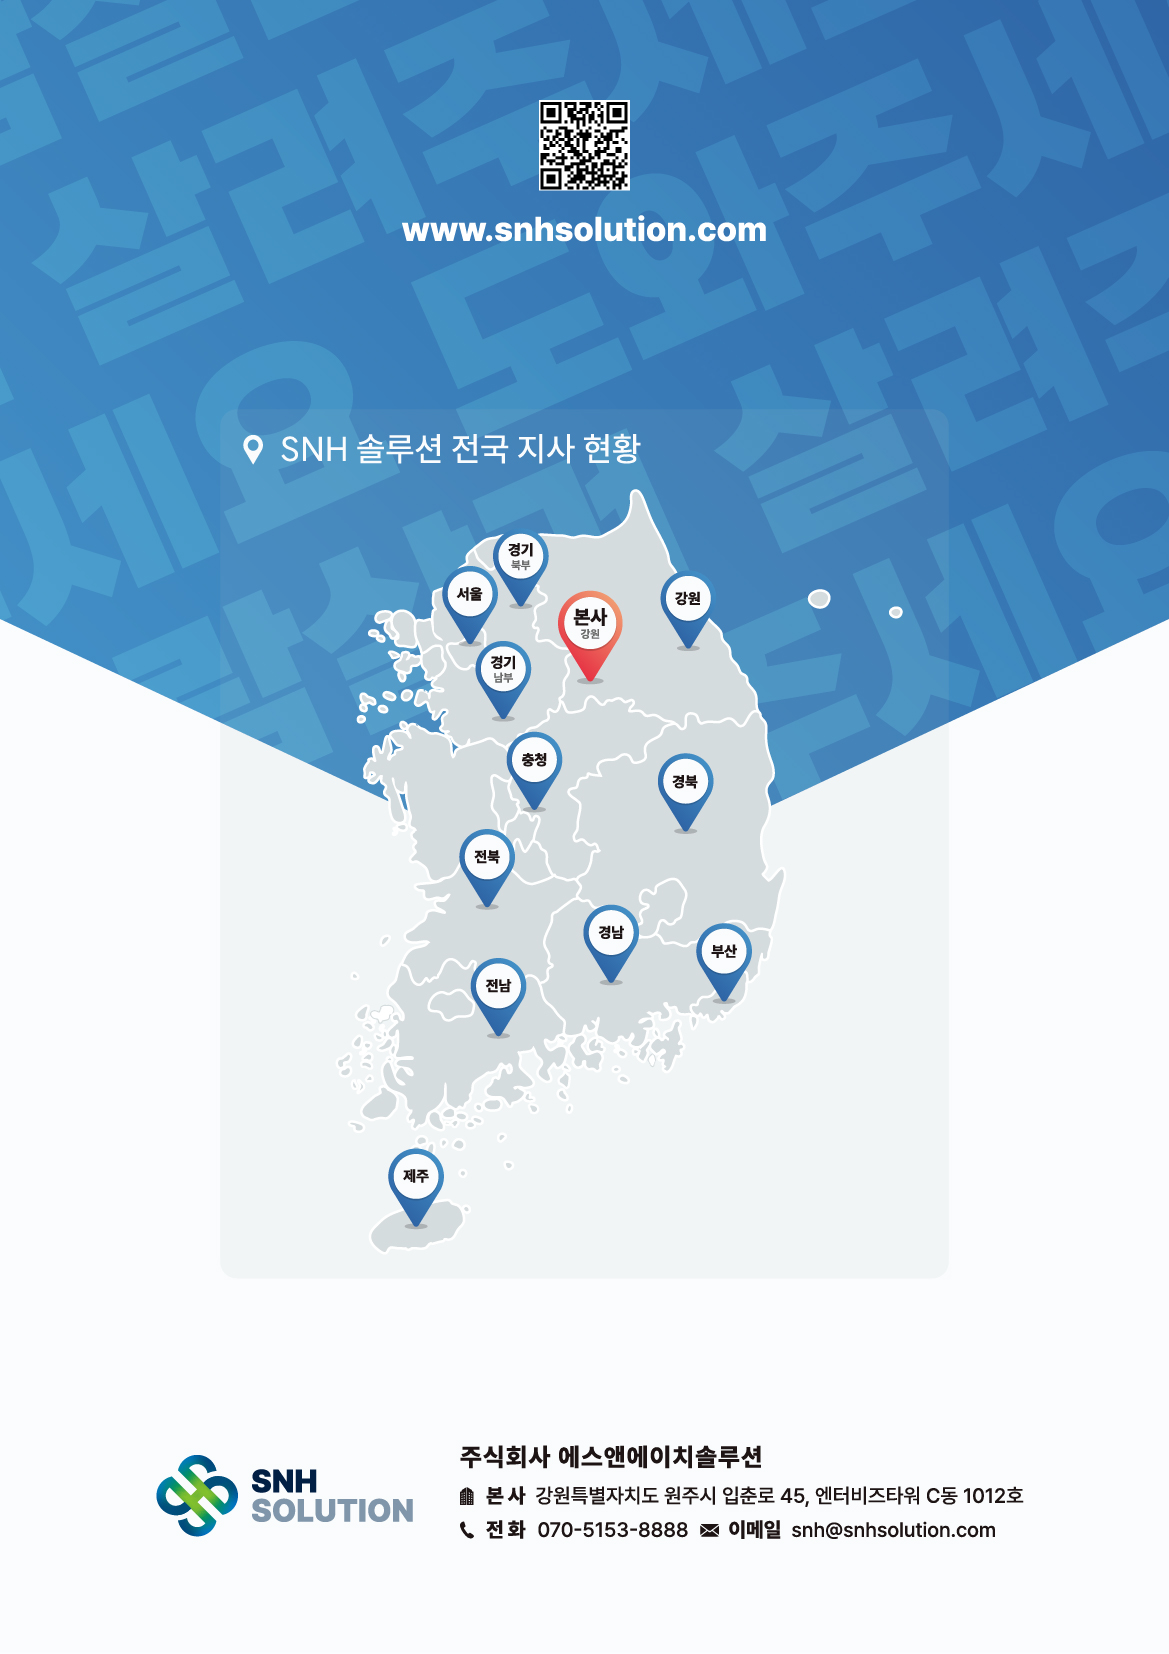 www.snhsolution.com
SNH 솔루션 전국 지사 현황
경기
북부
서울
본사
강원
강원
경기
남부
충청
경북
전북
경남
부산
전남
제주
SNH
SOLUTION
주식회사 에스앤에이치솔루션
본사 강원특별자치도 원주시 입춘로 45, 엔터비즈타워 C동 1012호
전화 070-5153-8888 이메일 snh@snhsolution.com